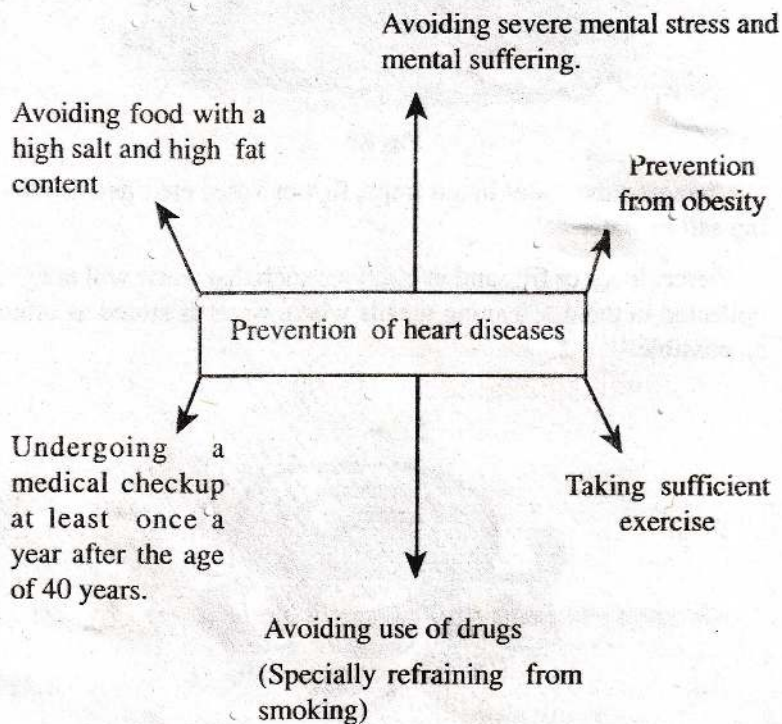 Avoiding severe mental stress and
mental suffering.
Avoiding food with a
high salt and high fat
content
Prevention
from obesity
Prevention of heart diseases
Undergoing a
medical checkup
at least once a
year after the age
of 40 years.
Taking sufficient
exercise
Avoiding use of drugs
(Specially refraining from
smoking)